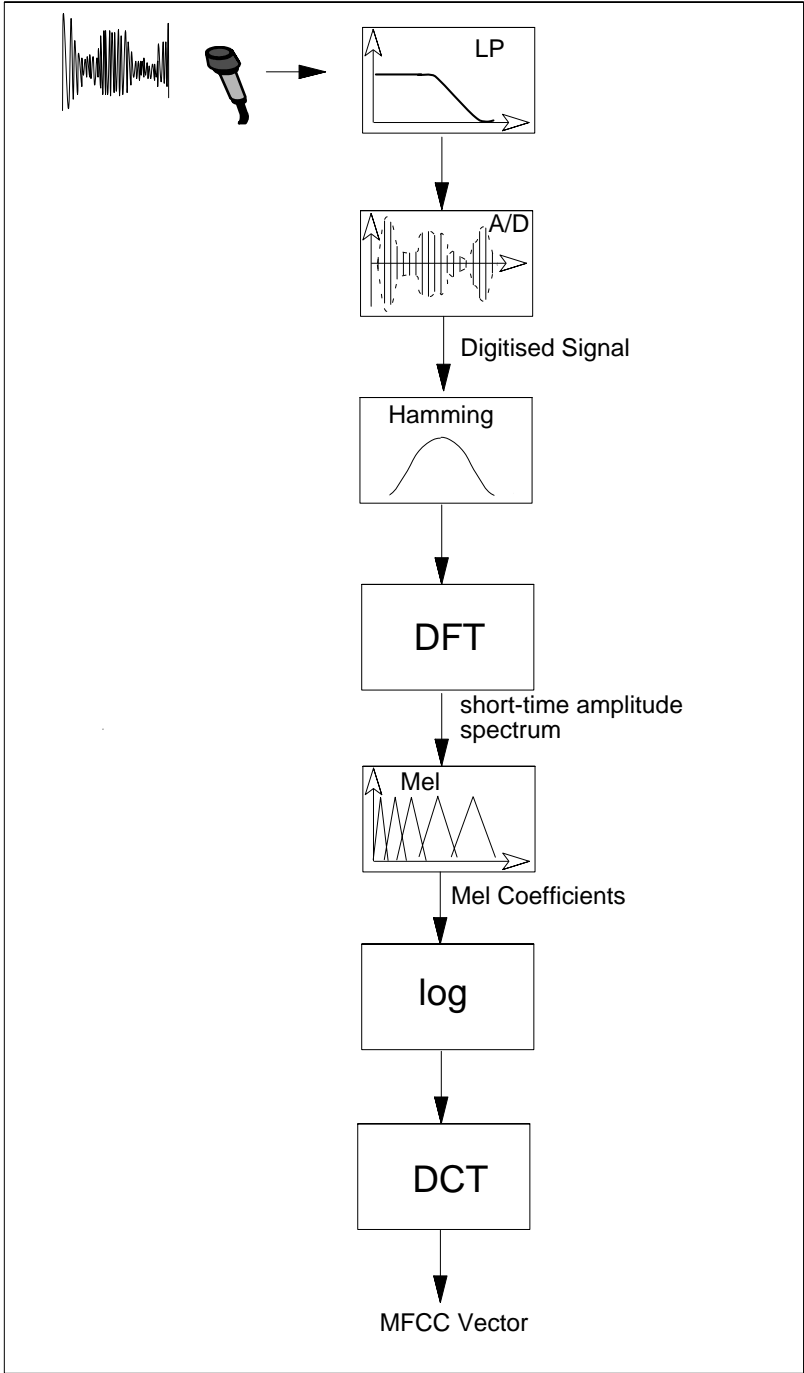 LP
A/D
Digitised Signal
Hamming
DFT
short-time amplitude
spectrum
Mel
Mel Coefficients
log
DCT
MFCC Vector